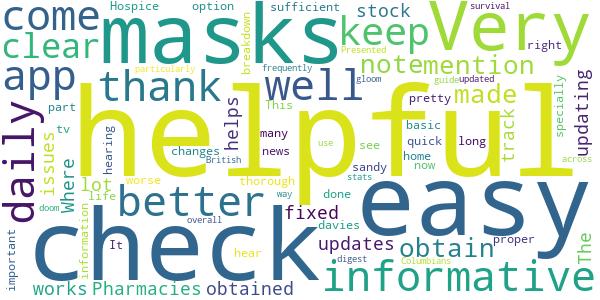 Hospice option sufficient survival
come masks Very
stock
clear keep breakdown Presented right
particularly frequently
app thank well note mention gloom guide updated
daily helpful
This pretty made specially updating
part helps many basic track
tv hearing changes news quick long
issues Where British home see now use across
lot worse sandy stats
life better thorough done way easy
doom It fixed davies overall proper
important information check updates obtain The
hear digest Columbians
works Pharmacies obtained informative